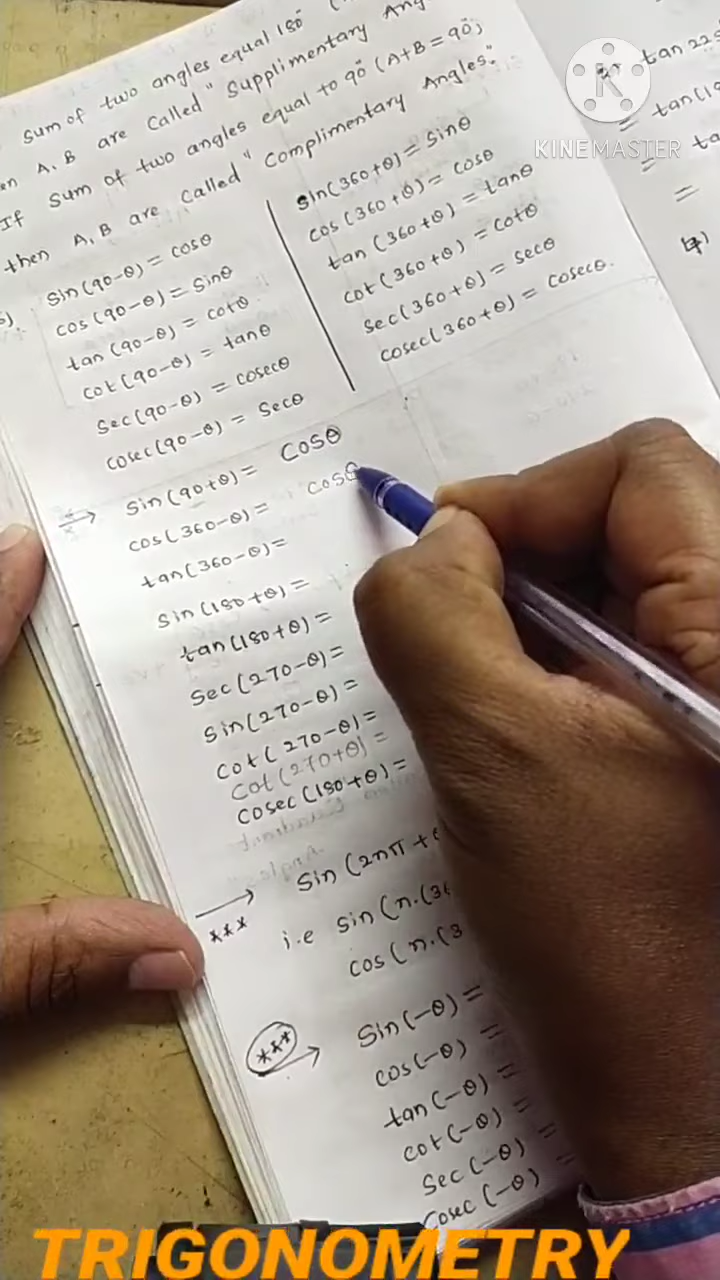 sum of two angles equal 180
A, B are called "Supplimentary
If sum of two angles equal to 90° (A+B=90°)
then A, B are called "Complimentary Angles."
sin(90-θ) = cosθ
cos(90-θ) = sinθ
tan(90-θ) = cotθ
cot(90-θ) = tanθ
sec(90-θ) = cosecθ
cosec(90-θ) = secθ
sin(360+θ) = sinθ
cos(360+θ) = cosθ
tan(360+θ) = tanθ
cot(360+θ) = cotθ
sec(360+θ) = secθ
cosec(360+θ) = cosecθ.
sin(90+θ) = cosθ
cos(360-θ) = cosθ
tan(360-θ) =
sin(180+θ) =
tan(180+θ) =
sec(270-θ) =
sin(270-θ) =
cot(270-θ) =
cot(270+θ) =
cosec(180+θ) =
*** sin(2nπ +
i.e sin(n.(36
cos(n.(3
*** sin(-θ) =
cos(-θ) =
tan(-θ) =
cot(-θ) =
sec(-θ) =
cosec(-θ) =
tan 225
= tan(18
= ta
=
KINEMASTER
TRIGONOMETRY